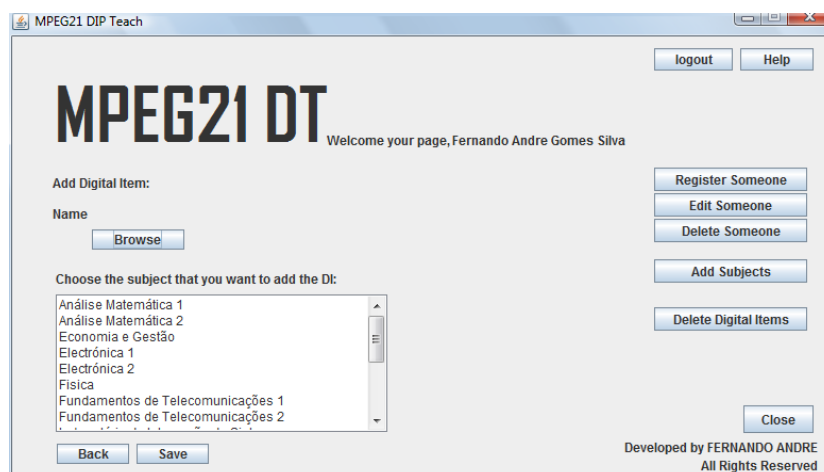 MPEG21 DIP Teach
logout Help
MPEG21 DT
Welcome your page, Fernando Andre Gomes Silva
Add Digital Item:
Register Someone
Name
Edit Someone
Browse
Delete Someone
Add Subjects
Choose the subject that you want to add the DI:
Análise Matemática 1
Análise Matemática 2
Economia e Gestão
Electrónica 1
Electrónica 2
Fisica
Fundamentos de Telecomunicações 1
Fundamentos de Telecomunicações 2
Delete Digital Items
Close
Back Save
Developed by FERNANDO ANDRE
All Rights Reserved